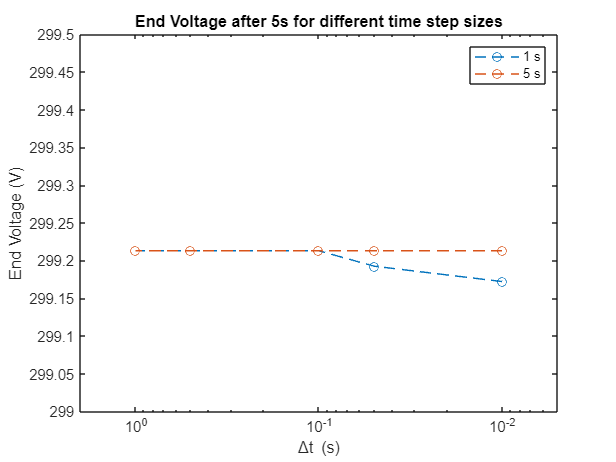 End Voltage after 5s for different time step sizes
299.5
299.45
299.4
299.35
299.3
299.25
299.2
299.15
299.1
299.05
299
End Voltage (V)
1 s
5 s
10⁰
10⁻¹
10⁻²
Δt (s)